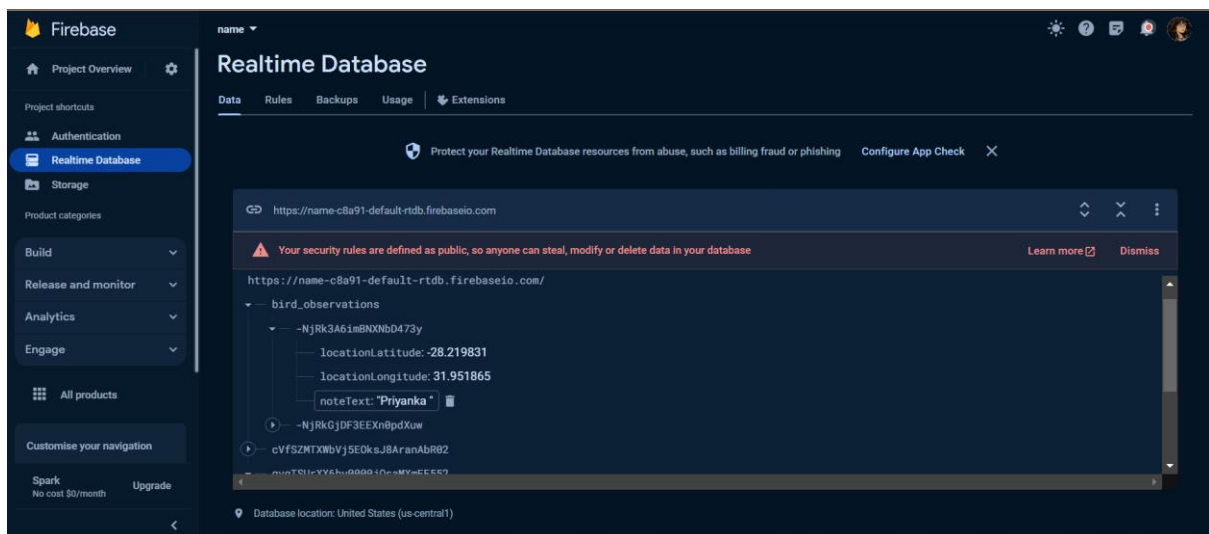 Firebase
name
Project Overview
Realtime Database
Data Rules Backups Usage Extensions
Project shortcuts
Authentication
Realtime Database
Storage
Product categories
Build
Release and monitor
Analytics
Engage
All products
Customise your navigation
Spark
No cost $0/month
Upgrade
Protect your Realtime Database resources from abuse, such as billing fraud or phishing Configure App Check
https://name-c8a91-default-rtdb.firebaseio.com
Your security rules are defined as public, so anyone can steal, modify or delete data in your database Learn more Dismiss
https://name-c8a91-default-rtdb.firebaseio.com/
bird_observations
-NjRk3A6imBNXNbD473y
locationLatitude: -28.219831
locationLongitude: 31.951865
noteText: "Priyanka "
-NjRkGjDF3EEXn0pdXuw
cVfSZMTXWbVj5EOksJ8AranAbR02
Database location: United States (us-central1)